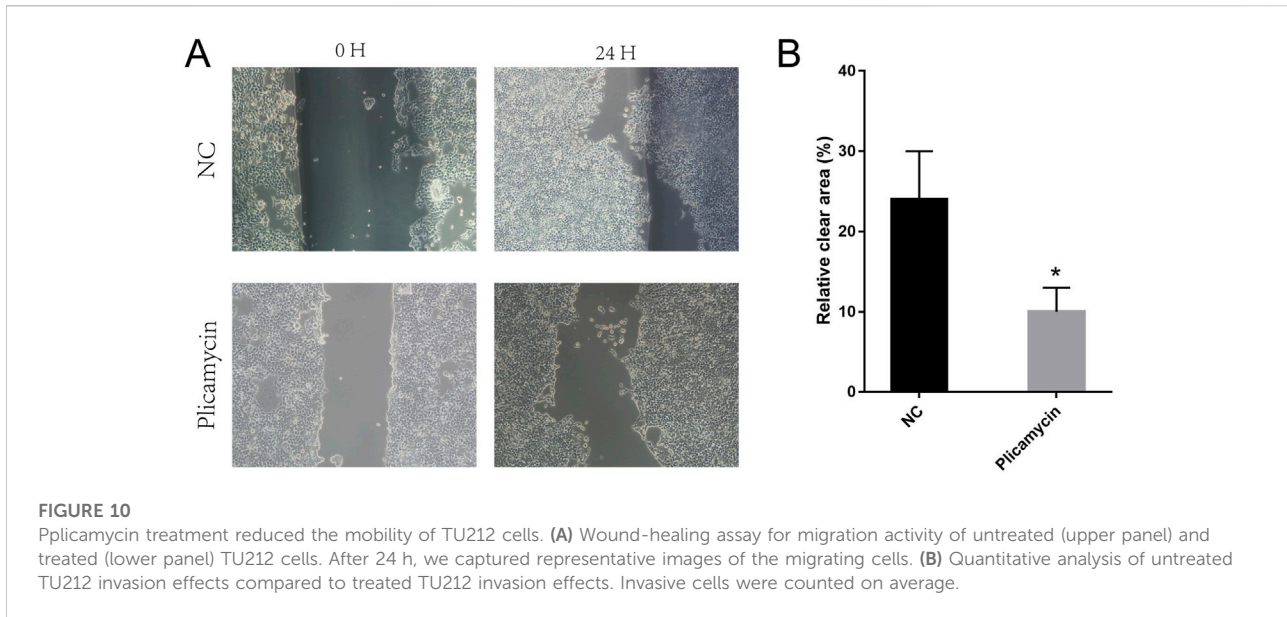 A
0 H
24 H
B
NC
Plicamycin
Relative clear area (%)
40
30
20
10
0
*
NC
Plicamycin
FIGURE 10
Pplicamycin treatment reduced the mobility of TU212 cells. (A) Wound-healing assay for migration activity of untreated (upper panel) and
treated (lower panel) TU212 cells. After 24 h, we captured representative images of the migrating cells. (B) Quantitative analysis of untreated
TU212 invasion effects compared to treated TU212 invasion effects. Invasive cells were counted on average.